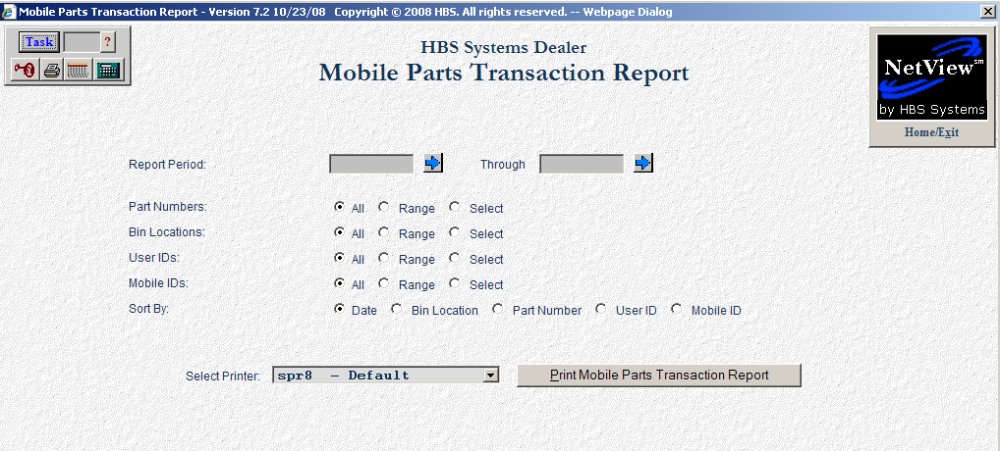 Mobile Parts Transaction Report - Version 7.2 10/23/08 Copyright © 2008 HBS. All rights reserved. -- Webpage Dialog
Task ?
HBS Systems Dealer
Mobile Parts Transaction Report
NetView℠
by HBS Systems
Home/Exit
Report Period: Through
Part Numbers: All Range Select
Bin Locations: All Range Select
User IDs: All Range Select
Mobile IDs: All Range Select
Sort By: Date Bin Location Part Number User ID Mobile ID
Select Printer: spr8 - Default Print Mobile Parts Transaction Report